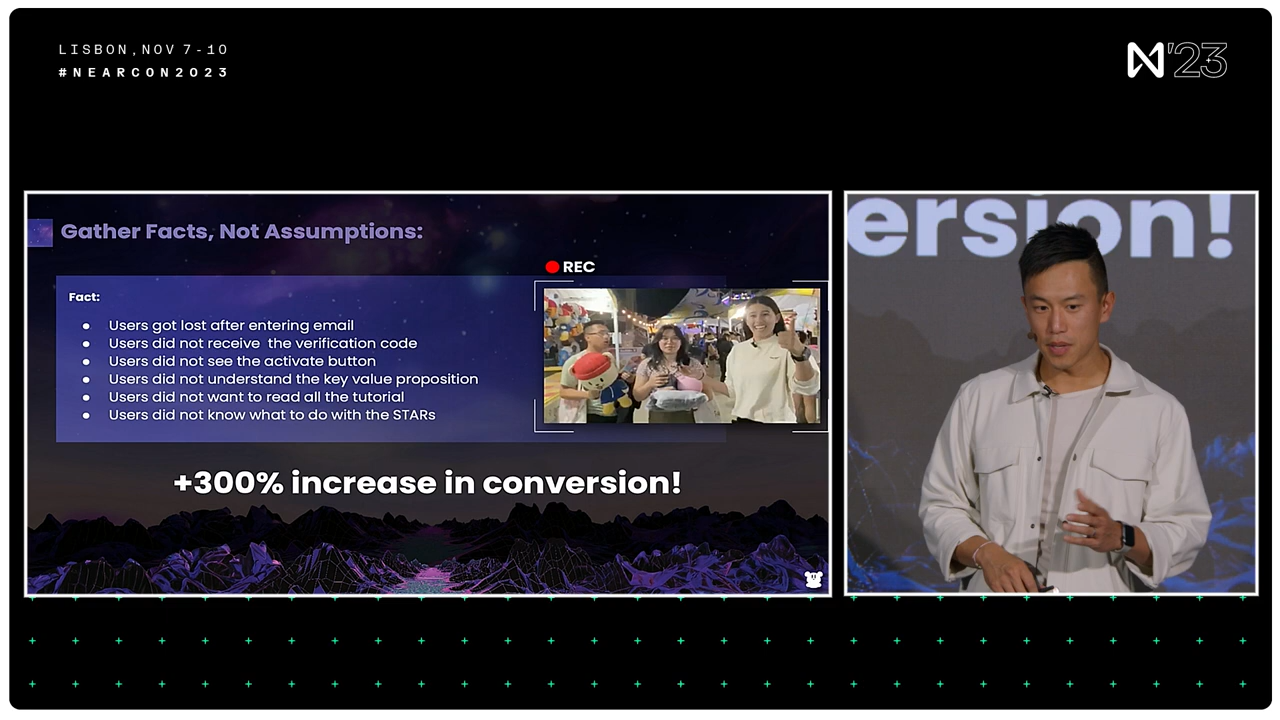 LISBON, NOV 7-10
#NEARCON2023
N'23
Gather Facts, Not Assumptions:
REC
Fact:
● Users got lost after entering email
● Users did not receive the verification code
● Users did not see the activate button
● Users did not understand the key value proposition
● Users did not want to read all the tutorial
● Users did not know what to do with the STARs
+300% increase in conversion!
ersion!